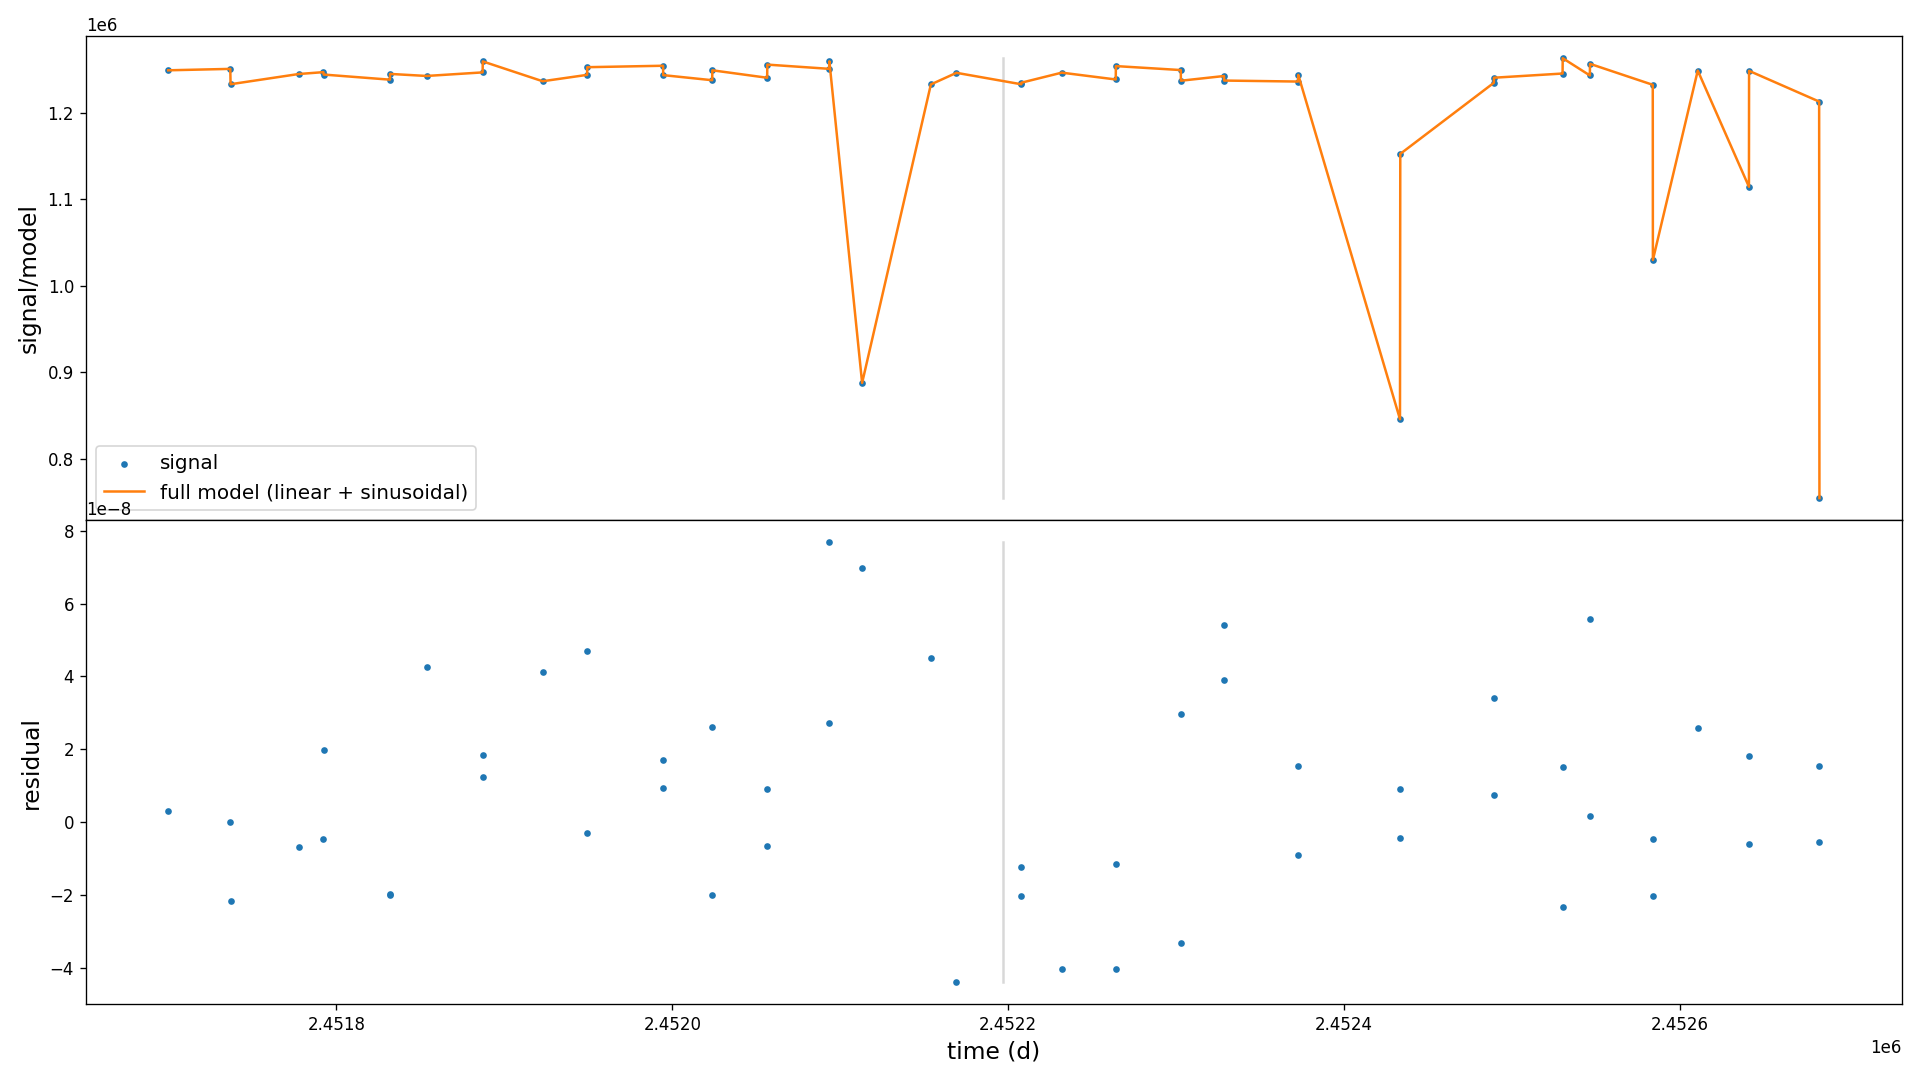 1e6
1.2
1.1
1.0
0.9
0.8
signal/model
signal
full model (linear + sinusoidal)
1e−8
8
6
4
2
0
−2
−4
residual
2.4518
2.4520
2.4522
2.4524
2.4526
time (d)
1e6